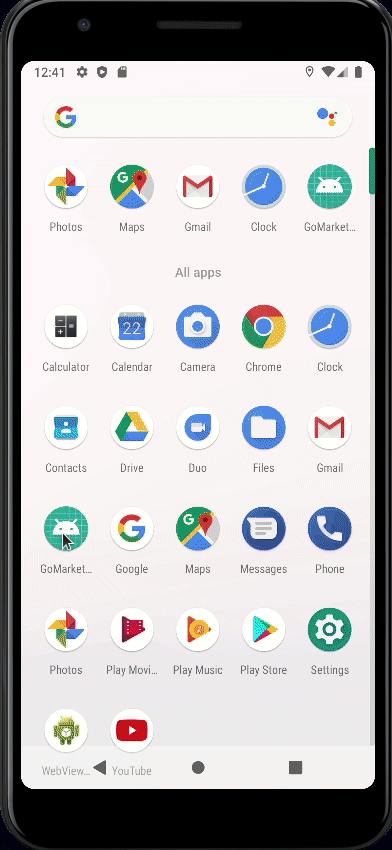 12:41
Photos Maps Gmail Clock GoMarket...
All apps
Calculator Calendar Camera Chrome Clock
22
Contacts Drive Duo Files Gmail
GoMarket... Google Maps Messages Phone
Photos Play Movi... Play Music Play Store Settings
WebView... YouTube